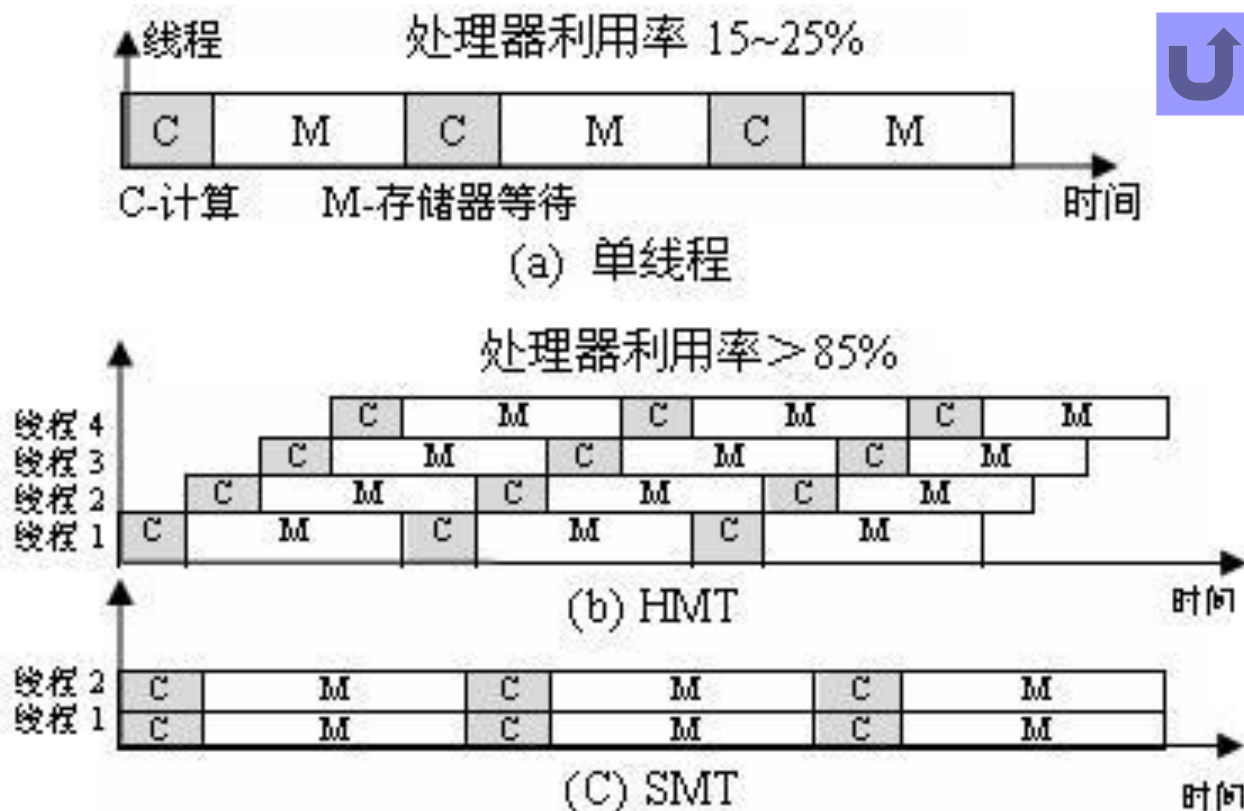 线程 处理器利用率 15~25%
C M C M C M
C-计算 M-存储器等待 时间
(a) 单线程
处理器利用率>85%
线程 4 C M C M C M
线程 3 C M C M C M
线程 2 C M C M C M
线程 1 C M C M C M
(b) HMT 时间
线程 2 C M C M C M
线程 1 C M C M C M
(C) SMT 时间